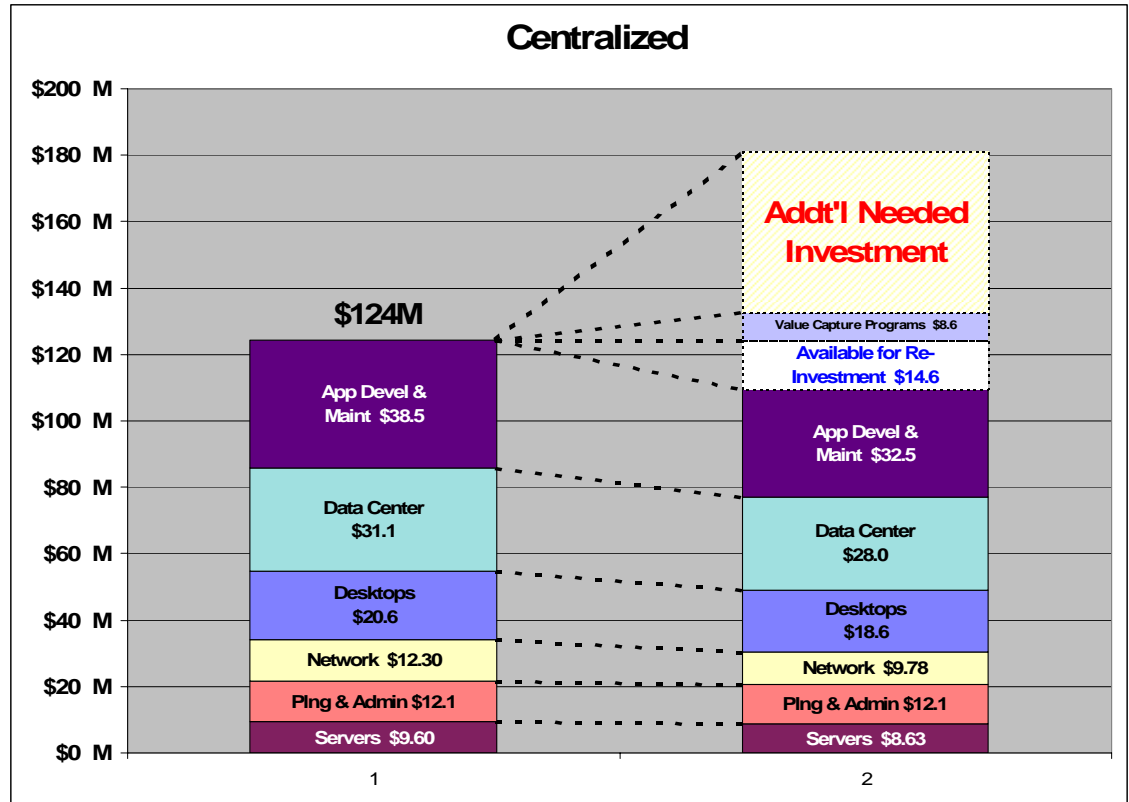 Centralized
$200 M
$180 M
$160 M
$140 M
$120 M
$100 M
$80 M
$60 M
$40 M
$20 M
$0 M
$124M
App Devel &
Maint $38.5
Data Center
$31.1
Desktops
$20.6
Network $12.30
Plng & Admin $12.1
Servers $9.60
Addt'l Needed
Investment
Value Capture Programs $8.6
Available for Re-
Investment $14.6
App Devel &
Maint $32.5
Data Center
$28.0
Desktops
$18.6
Network $9.78
Plng & Admin $12.1
Servers $8.63
1
2